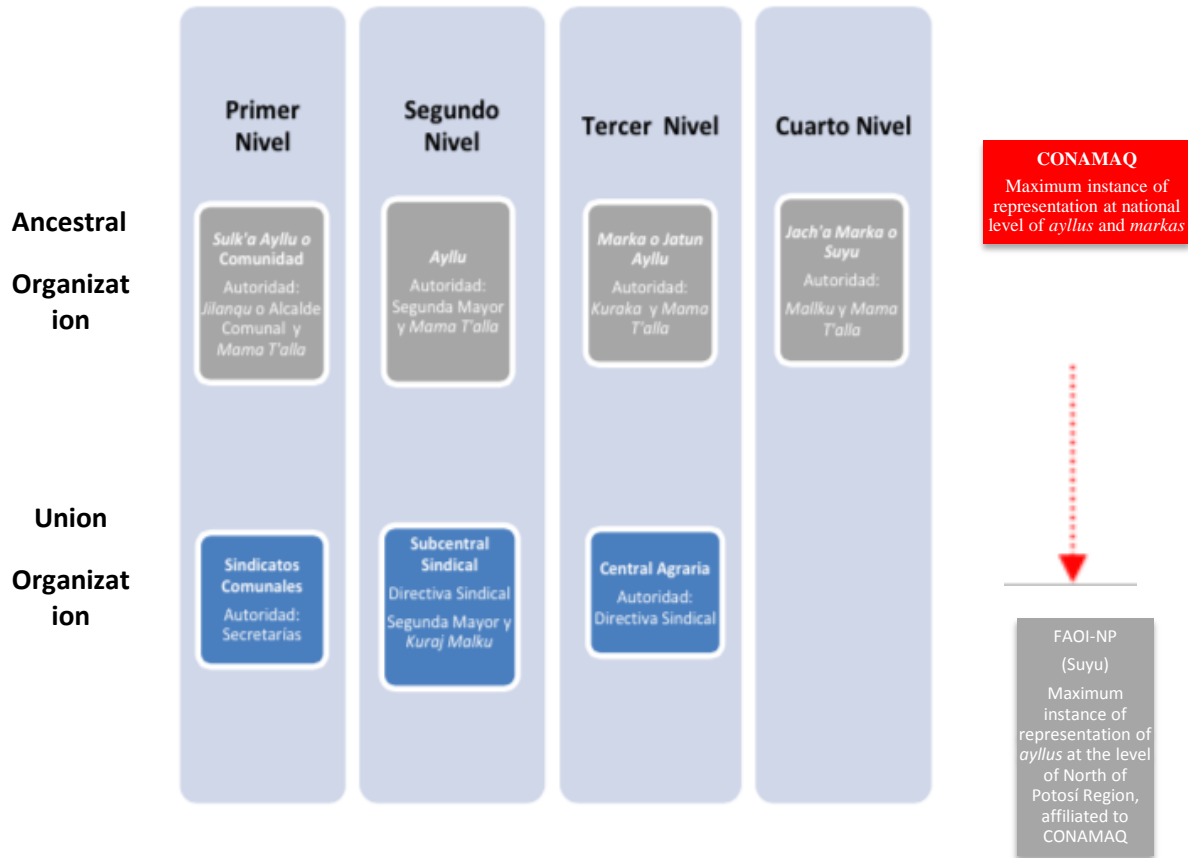 Primer
Nivel
Segundo
Nivel
Tercer Nivel
Cuarto Nivel
CONAMAQ
Maximum instance of
representation at national
level of ayllus and markas
Ancestral
Organizat
ion
Sulk'a Ayllu o
Comunidad
Autoridad:
Jilanqu o Alcalde
Comunal y
Mama T'alla
Ayllu
Autoridad:
Segunda Mayor
y Mama T'alla
Marka o Jatun
Ayllu
Autoridad:
Kuraka y Mama
T'alla
Jach'a Marka o
Suyu
Autoridad:
Mallku y Mama
T'alla
Union
Organizat
ion
Sindicatos
Comunales
Autoridad:
Secretarías
Subcentral
Sindical
Directiva Sindical
Segunda Mayor y
Kuraj Malku
Central Agraria
Autoridad:
Directiva Sindical
FAOI-NP
(Suyu)
Maximum
instance of
representation of
ayllus at the level
of North of
Potosí Region,
affiliated to
CONAMAQ